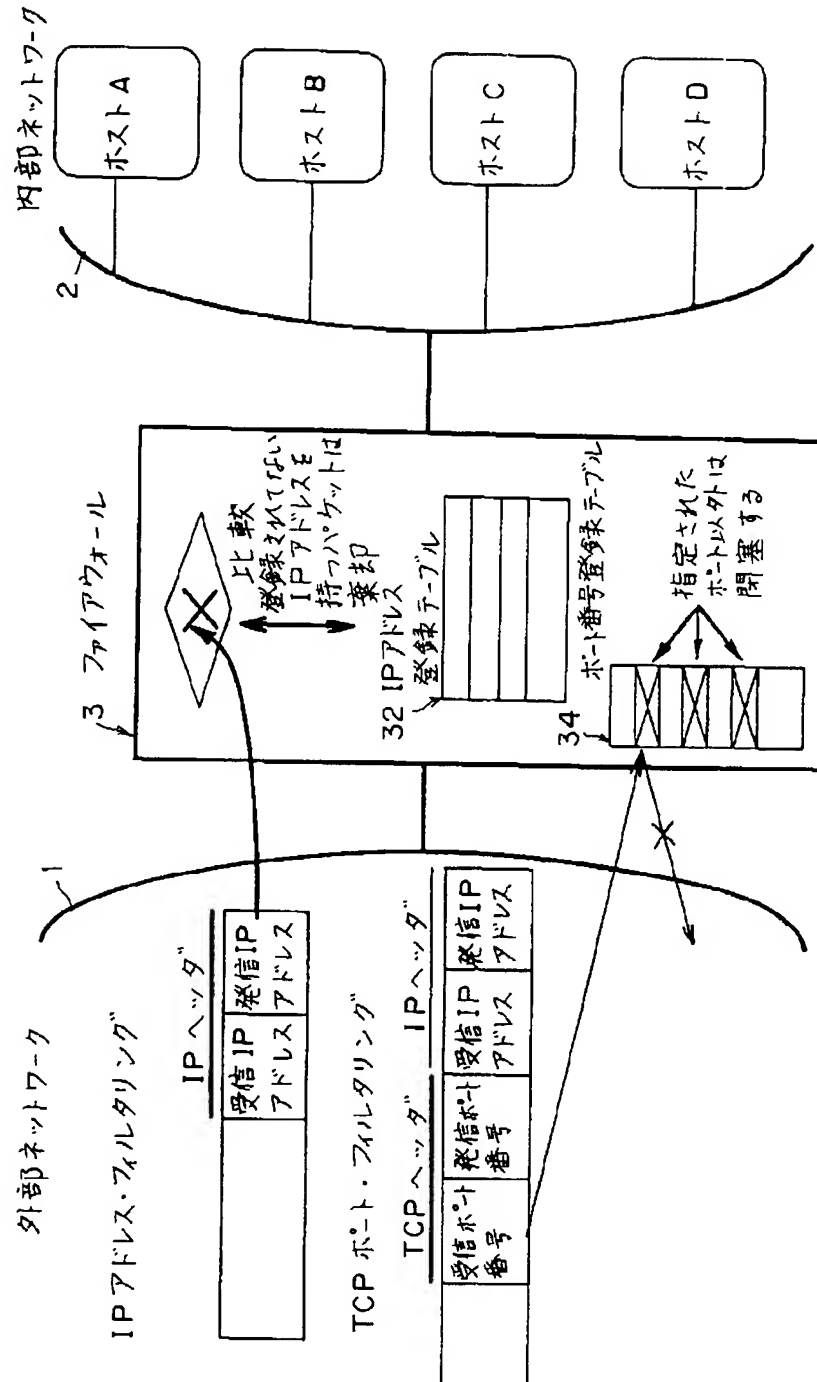 外部ネットワーク
1
IPアドレス・フィルタリング
IPヘッダ
受信IP
アドレス
発信IP
アドレス
TCPポート・フィルタリング
TCPヘッダ
IPヘッダ
受信ポート
番号
発信ポート
番号
受信IP
アドレス
発信IP
アドレス
3 ファイアウォール
比較
登録されてない
IPアドレスを
持つパケットは
棄却
32 IPアドレス
登録テーブル
ポート番号登録テーブル
34
指定された
ポート以外は
閉塞する
内部ネットワーク
2
ホストA
ホストB
ホストC
ホストD